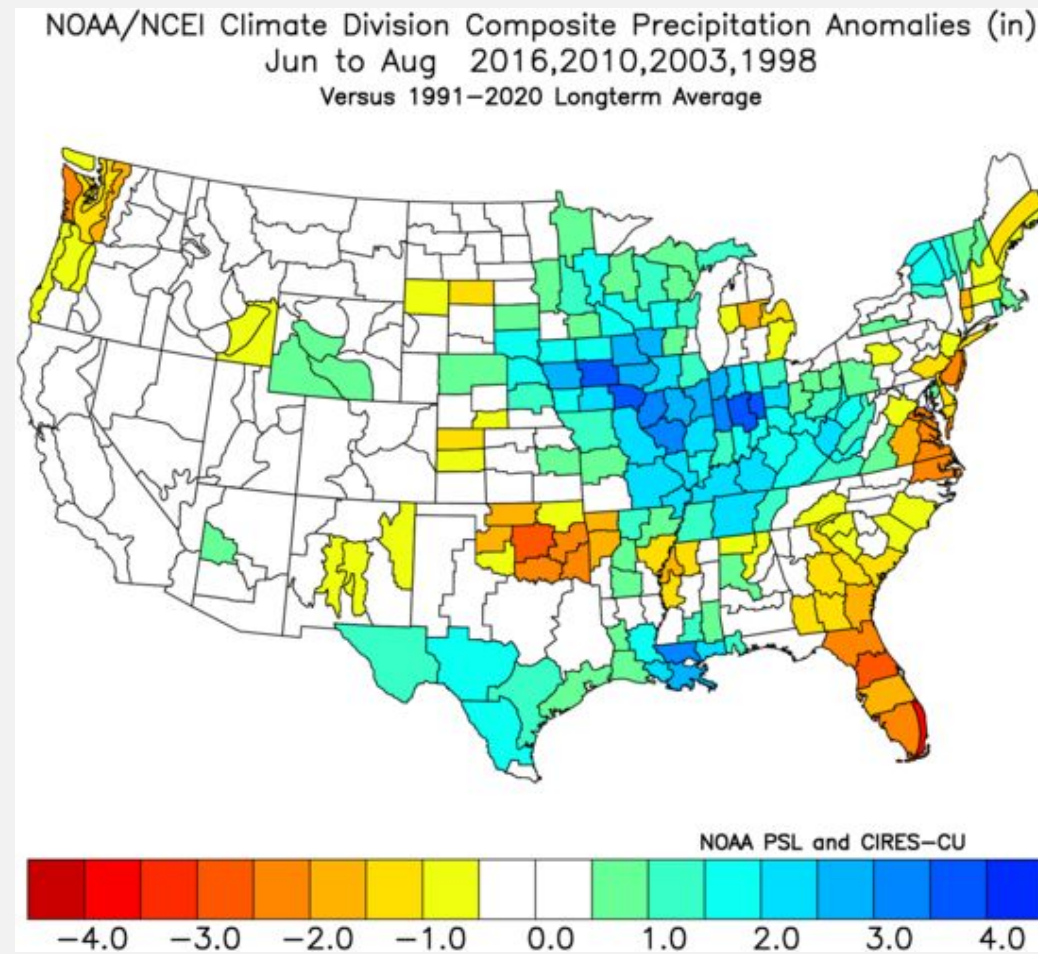 NOAA/NCEI Climate Division Composite Precipitation Anomalies (in)
Jun to Aug 2016,2010,2003,1998
Versus 1991−2020 Longterm Average
NOAA PSL and CIRES−CU
−4.0 −3.0 −2.0 −1.0 0.0 1.0 2.0 3.0 4.0